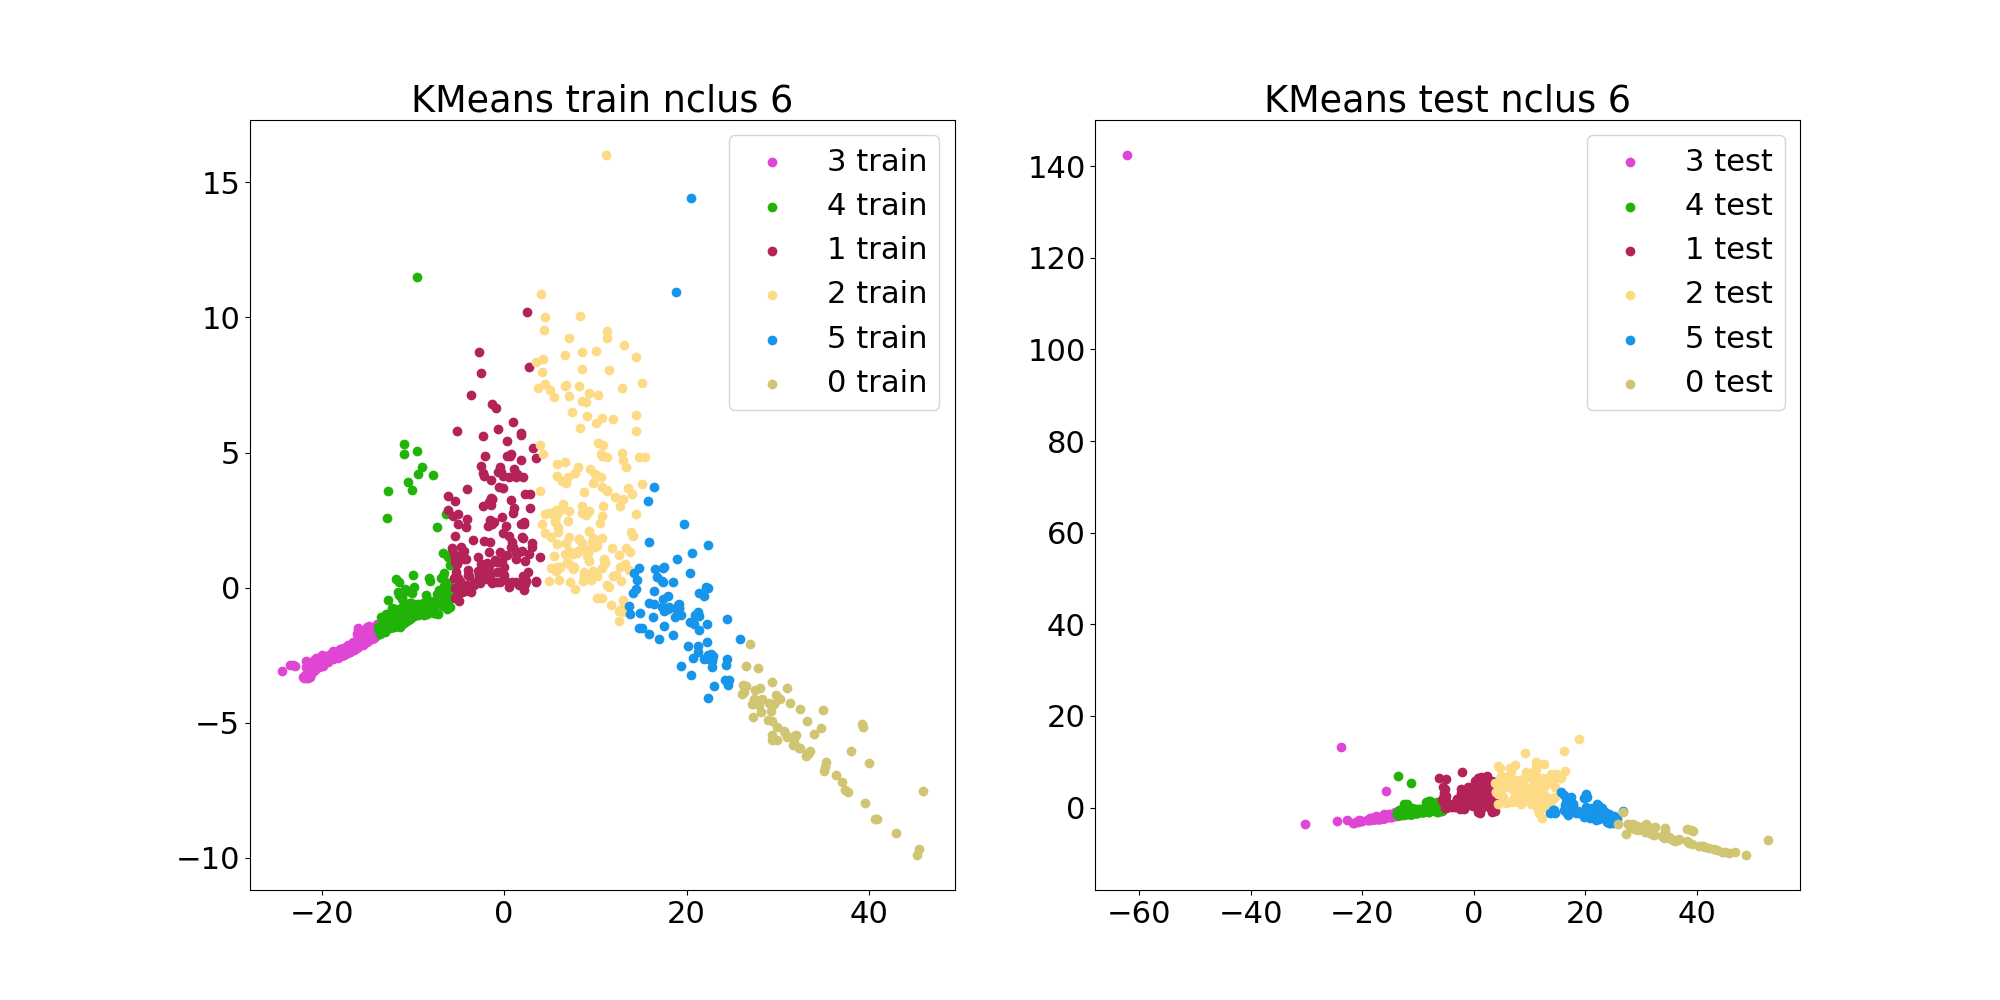 KMeans train nclus 6
3 train
4 train
1 train
2 train
5 train
0 train
15
10
5
0
−5
−10
−20 0 20 40
KMeans test nclus 6
3 test
4 test
1 test
2 test
5 test
0 test
140
120
100
80
60
40
20
0
−60 −40 −20 0 20 40